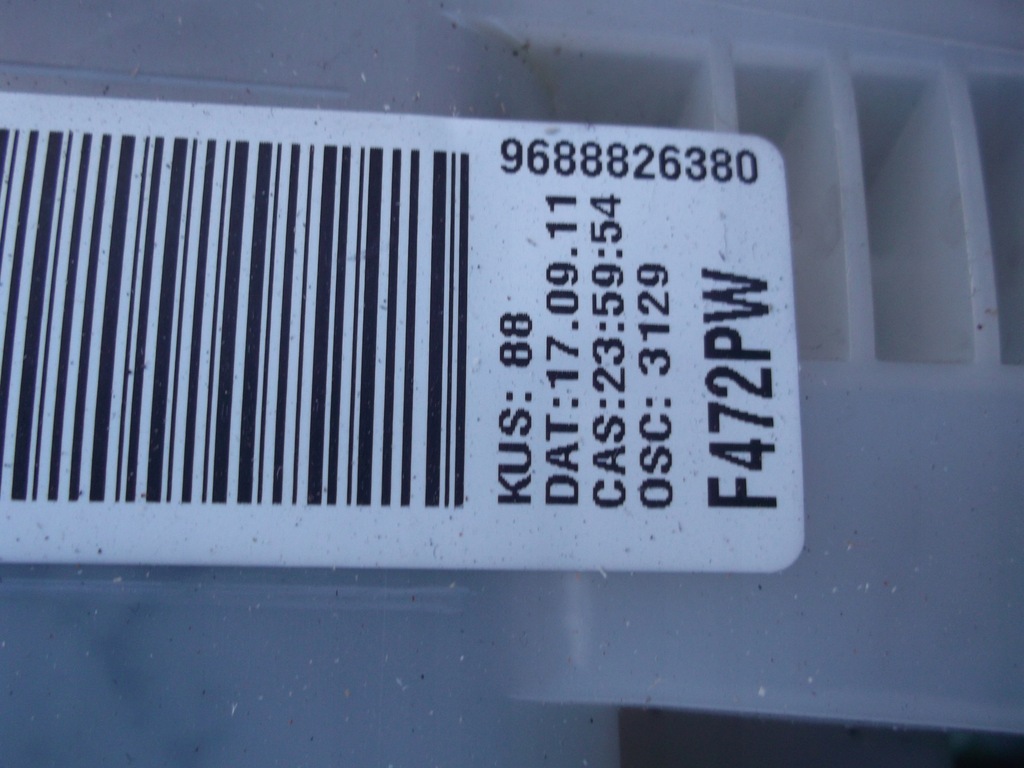 9688826380
KUS: 88
DAT:17.09.11
CAS:23:59:54
OSC: 3129
F472PW